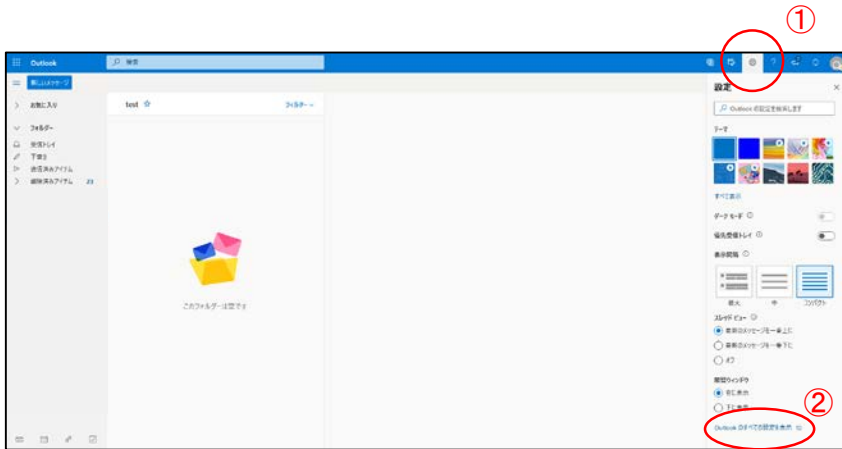 ①
Outlook
検索
新しいメッセージ
設定
Outlook の設定を検索します
お気に入り
test
フィルター
テーマ
フォルダー
受信トレイ
下書き
送信済みアイテム
削除済みアイテム 23
すべて表示
ダーク モード
優先受信トレイ
表示間隔
このフォルダーは空です
最大
中
コンパクト
スレッド ビュー
最新のメッセージを一番上に
最新のメッセージを一番下に
オフ
閲覧ウィンドウ
右に表示
下に表示
②
Outlook のすべての設定を表示